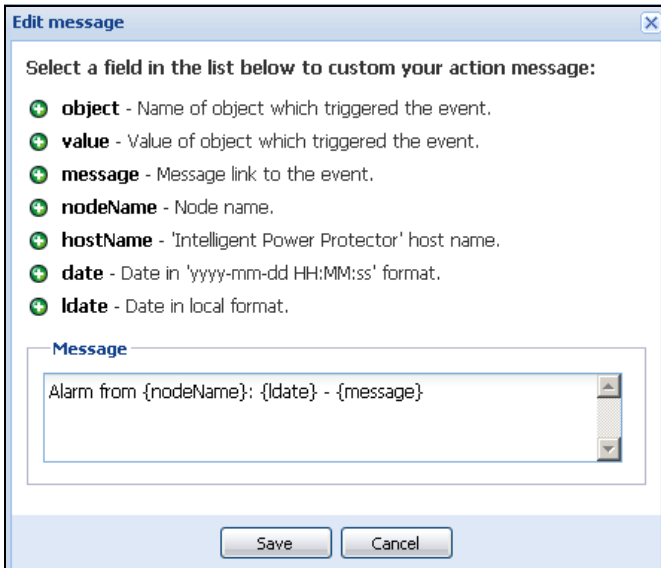 Edit message
Select a field in the list below to custom your action message:
object - Name of object which triggered the event.
value - Value of object which triggered the event.
message - Message link to the event.
nodeName - Node name.
hostName - 'Intelligent Power Protector' host name.
date - Date in 'yyyy-mm-dd HH:MM:ss' format.
ldate - Date in local format.
Message
Alarm from {nodeName}: {ldate} - {message}
Save Cancel